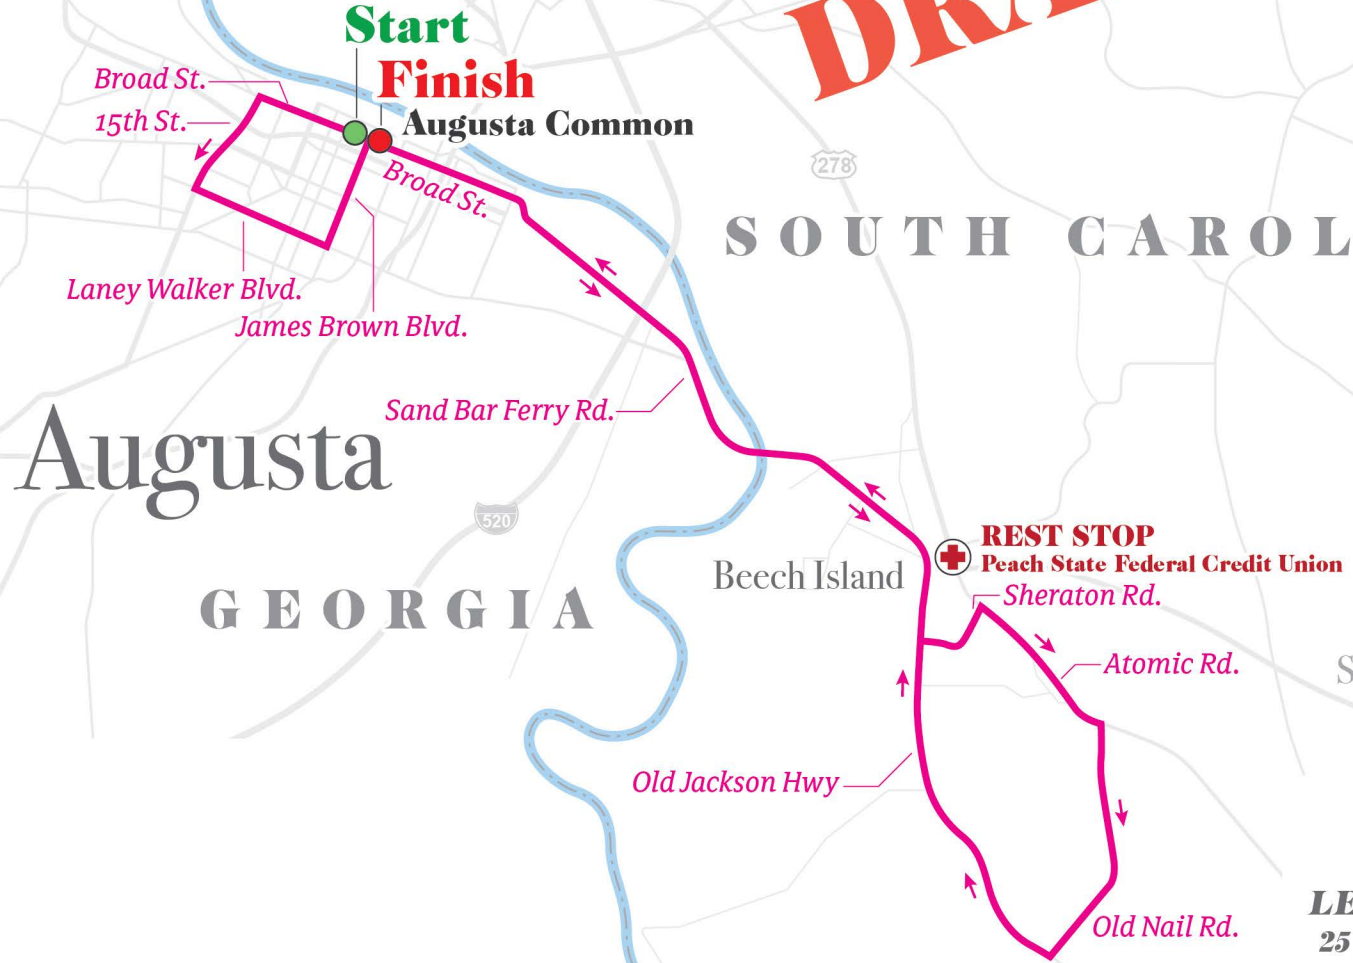 DRA
Start
Finish
Augusta Common
Broad St.
15th St.
Broad St.
278
SOUTH CAROL
Laney Walker Blvd.
James Brown Blvd.
Sand Bar Ferry Rd.
Augusta
520
GEORGIA
REST STOP
Peach State Federal Credit Union
Beech Island
Sheraton Rd.
Atomic Rd.
S
Old Jackson Hwy
Old Nail Rd.
LE
25